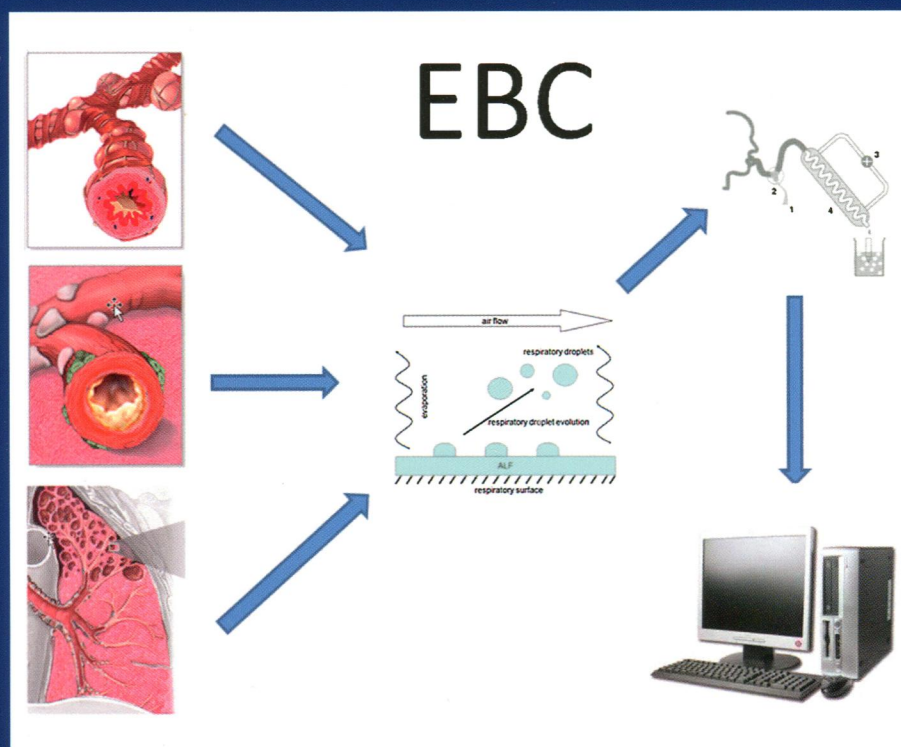 EBC
3
2
1
4
air flow
respiratory droplets
evaporation
respiratory droplet evolution
ALF
respiratory surface